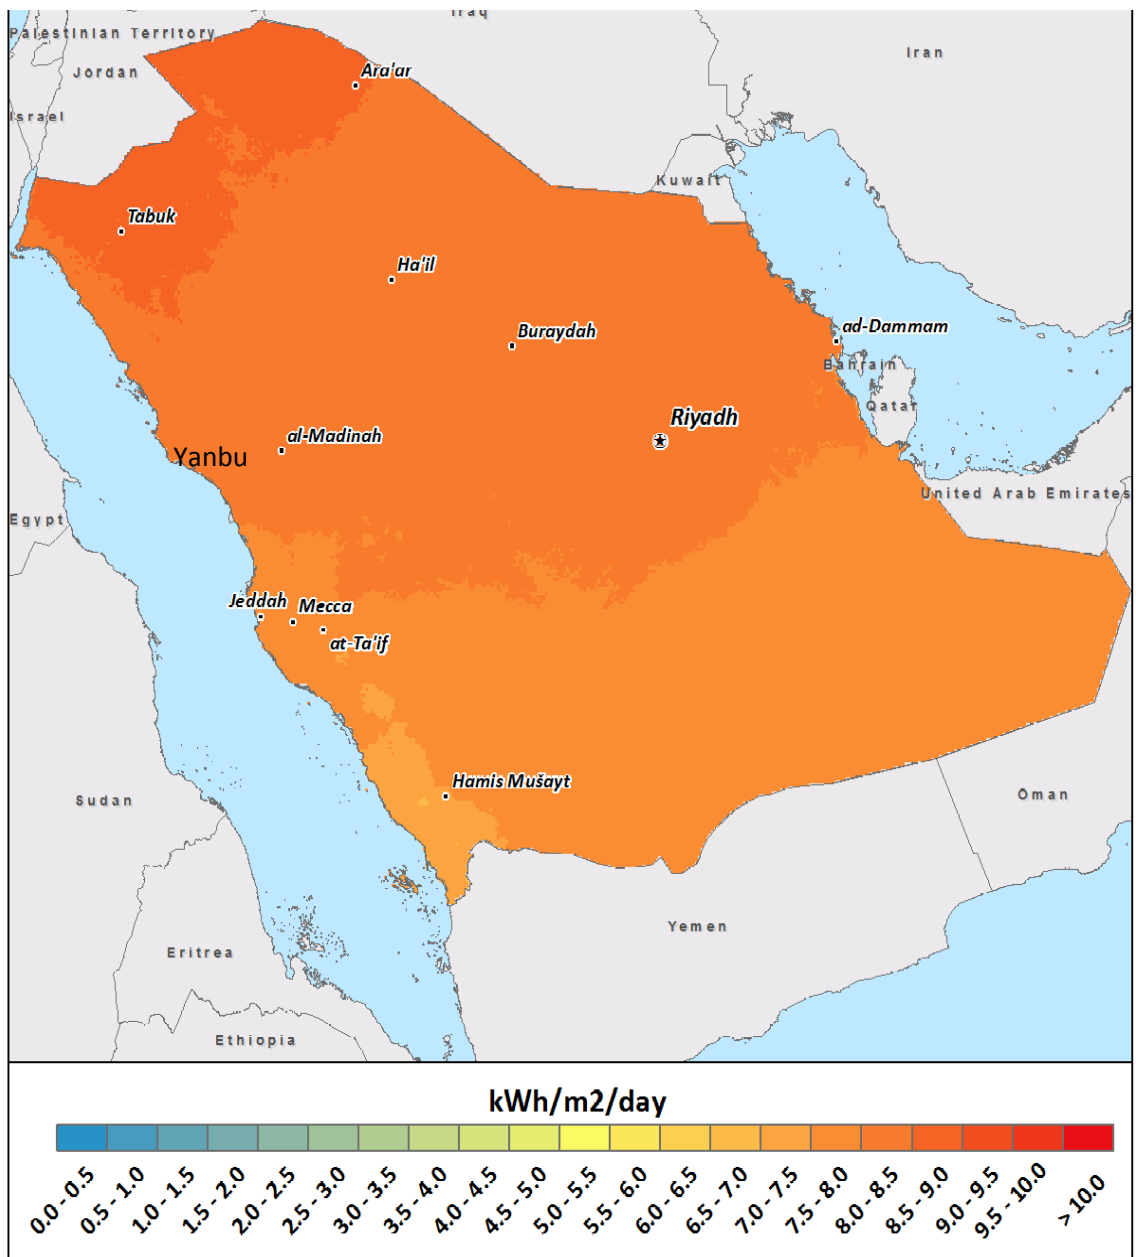 Iraq
Palestinian Territory
Iran
Ara'ar
Jordan
Israel
Kuwait
Tabuk
Ha'il
Buraydah
ad-Dammam
Bahrain
Qatar
Riyadh
al-Madinah
Yanbu
United Arab Emirates
Egypt
Jeddah
Mecca
at-Ta'if
Hamis Mušayt
Sudan
Oman
Yemen
Eritrea
Ethiopia
kWh/m2/day
0.0 - 0.5
0.5 - 1.0
1.0 - 1.5
1.5 - 2.0
2.0 - 2.5
2.5 - 3.0
3.0 - 3.5
3.5 - 4.0
4.0 - 4.5
4.5 - 5.0
5.0 - 5.5
5.5 - 6.0
6.0 - 6.5
6.5 - 7.0
7.0 - 7.5
7.5 - 8.0
8.0 - 8.5
8.5 - 9.0
9.0 - 9.5
9.5 - 10.0
> 10.0